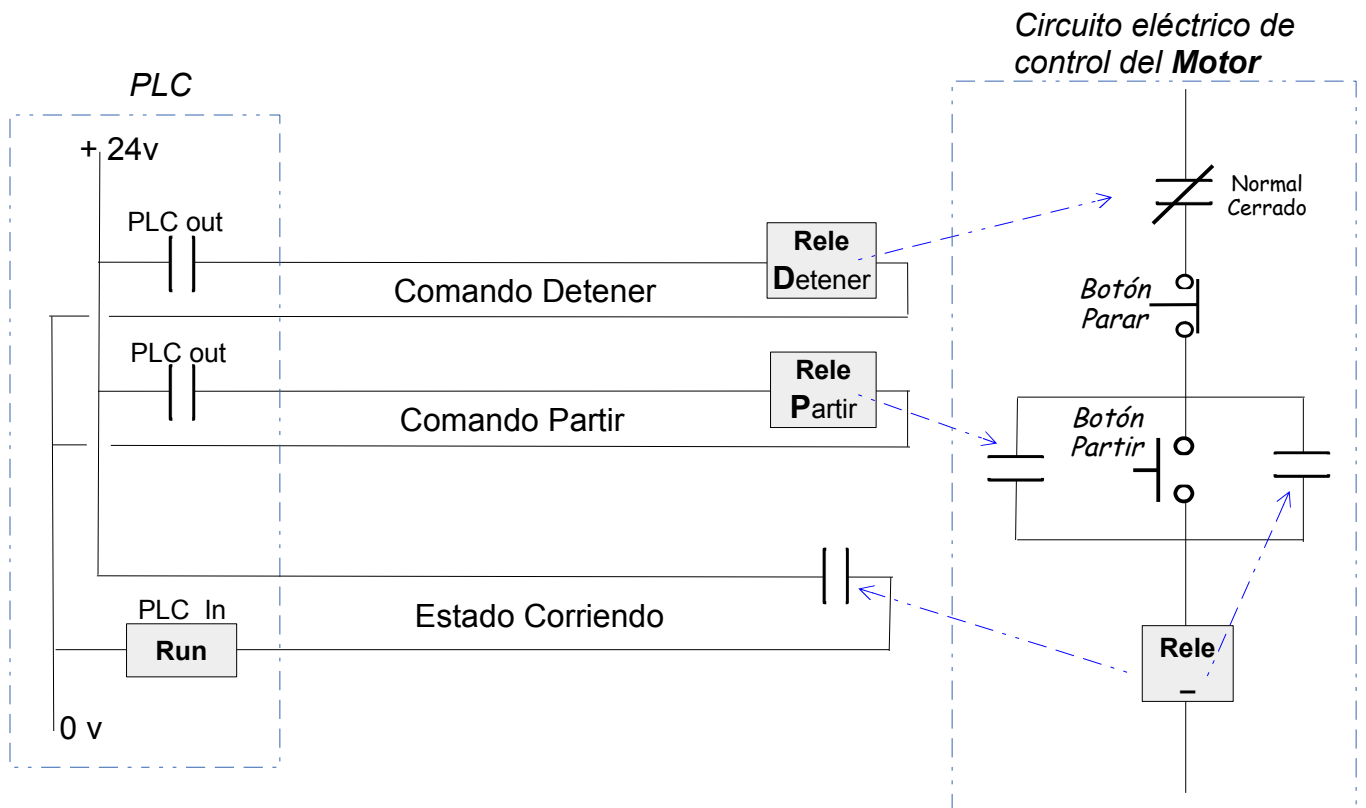 Circuito eléctrico de
control del Motor
PLC
+ 24v
PLC out
Rele
Detener
Comando Detener
PLC out
Rele
Partir
Comando Partir
PLC In
Run
Estado Corriendo
0 v
Normal
Cerrado
Botón
Parar
Botón
Partir
Rele
_